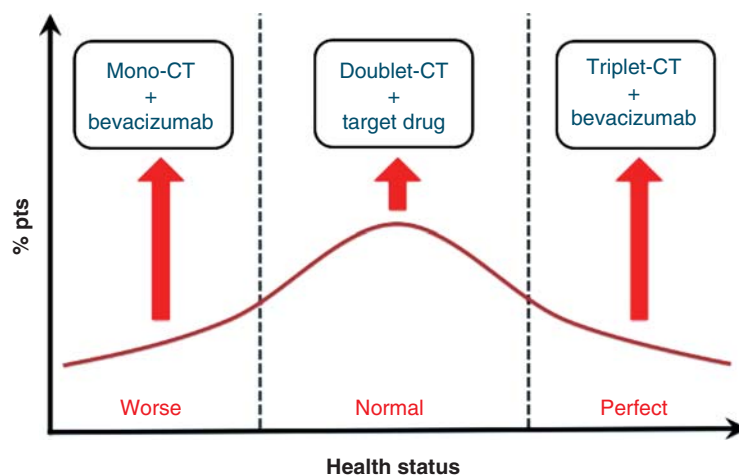 Mono-CT
+
bevacizumab
Doublet-CT
+
target drug
Triplet-CT
+
bevacizumab
% pts
Worse
Normal
Perfect
Health status